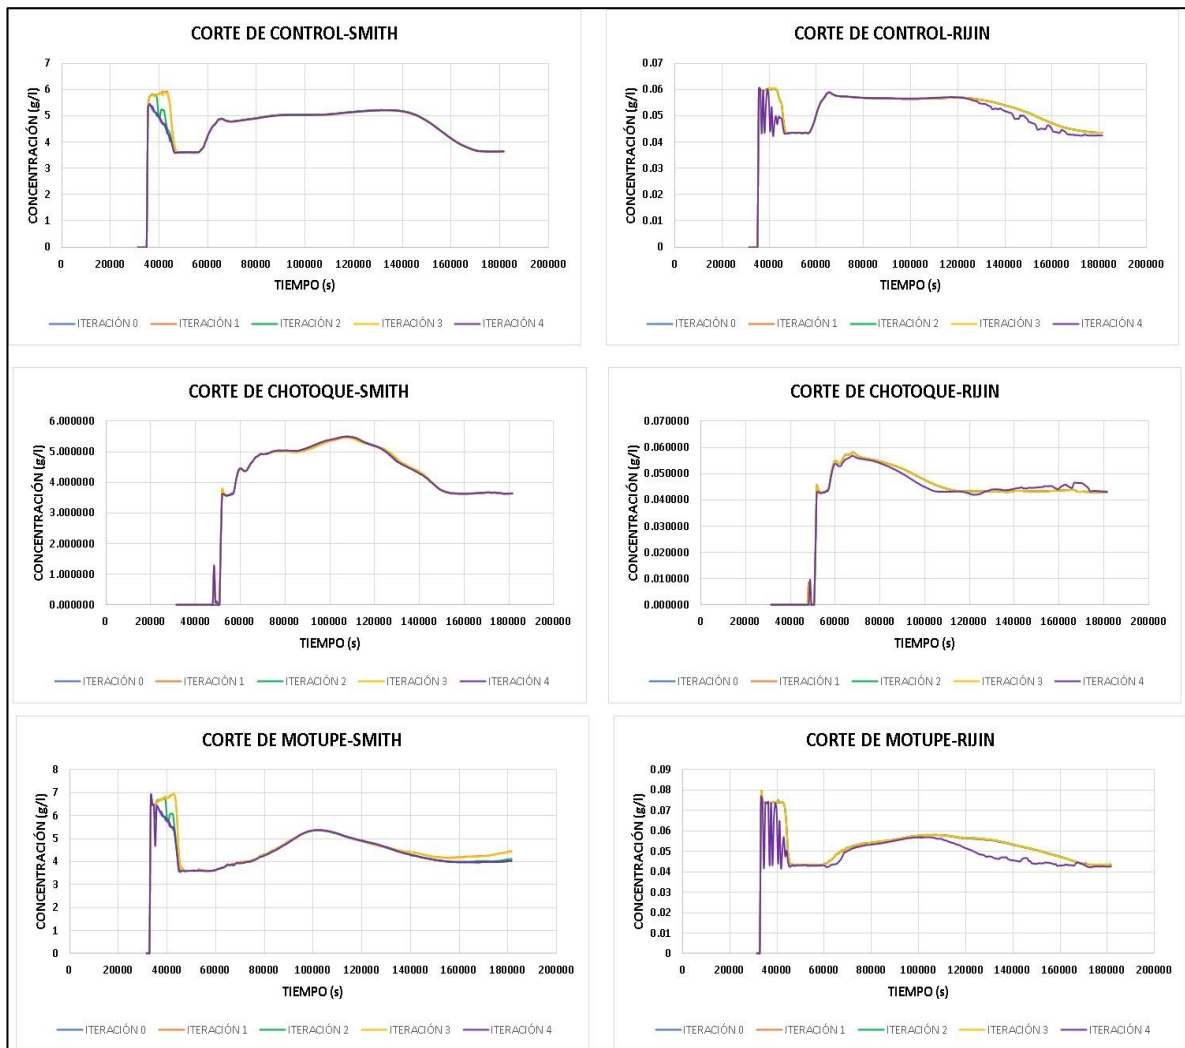 CORTE DE CONTROL-SMITH
CONCENTRACIÓN (g/l)
7
6
5
4
3
2
1
0
0 20000 40000 60000 80000 100000 120000 140000 160000 180000 200000
TIEMPO (s)
ITERACIÓN 0 ITERACIÓN 1 ITERACIÓN 2 ITERACIÓN 3 ITERACIÓN 4
CORTE DE CONTROL-RIJIN
CONCENTRACIÓN (g/l)
0.07
0.06
0.05
0.04
0.03
0.02
0.01
0
0 20000 40000 60000 80000 100000 120000 140000 160000 180000 200000
TIEMPO (s)
ITERACIÓN 0 ITERACIÓN 1 ITERACIÓN 2 ITERACIÓN 3 ITERACIÓN 4
CORTE DE CHOTOQUE-SMITH
CONCENTRACIÓN (g/l)
6.000000
5.000000
4.000000
3.000000
2.000000
1.000000
0.000000
0 20000 40000 60000 80000 100000 120000 140000 160000 180000 200000
TIEMPO (s)
ITERACIÓN 0 ITERACIÓN 1 ITERACIÓN 2 ITERACIÓN 3 ITERACIÓN 4
CORTE DE CHOTOQUE-RIJIN
CONCENTRACIÓN (g/l)
0.070000
0.060000
0.050000
0.040000
0.030000
0.020000
0.010000
0.000000
0 20000 40000 60000 80000 100000 120000 140000 160000 180000 200000
TIEMPO (s)
ITERACIÓN 0 ITERACIÓN 1 ITERACIÓN 2 ITERACIÓN 3 ITERACIÓN 4
CORTE DE MOTUPE-SMITH
CONCENTRACIÓN (g/l)
8
7
6
5
4
3
2
1
0
0 20000 40000 60000 80000 100000 120000 140000 160000 180000 200000
TIEMPO (s)
ITERACIÓN 0 ITERACIÓN 1 ITERACIÓN 2 ITERACIÓN 3 ITERACIÓN 4
CORTE DE MOTUPE-RIJIN
CONCENTRACIÓN (g/l)
0.09
0.08
0.07
0.06
0.05
0.04
0.03
0.02
0.01
0
0 20000 40000 60000 80000 100000 120000 140000 160000 180000 200000
TIEMPO (s)
ITERACIÓN 0 ITERACIÓN 1 ITERACIÓN 2 ITERACIÓN 3 ITERACIÓN 4